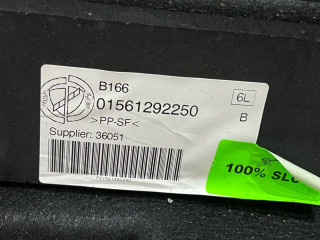 B166
01561292250
6L
>PP-SF<
B
Supplier: 36051
100% SL